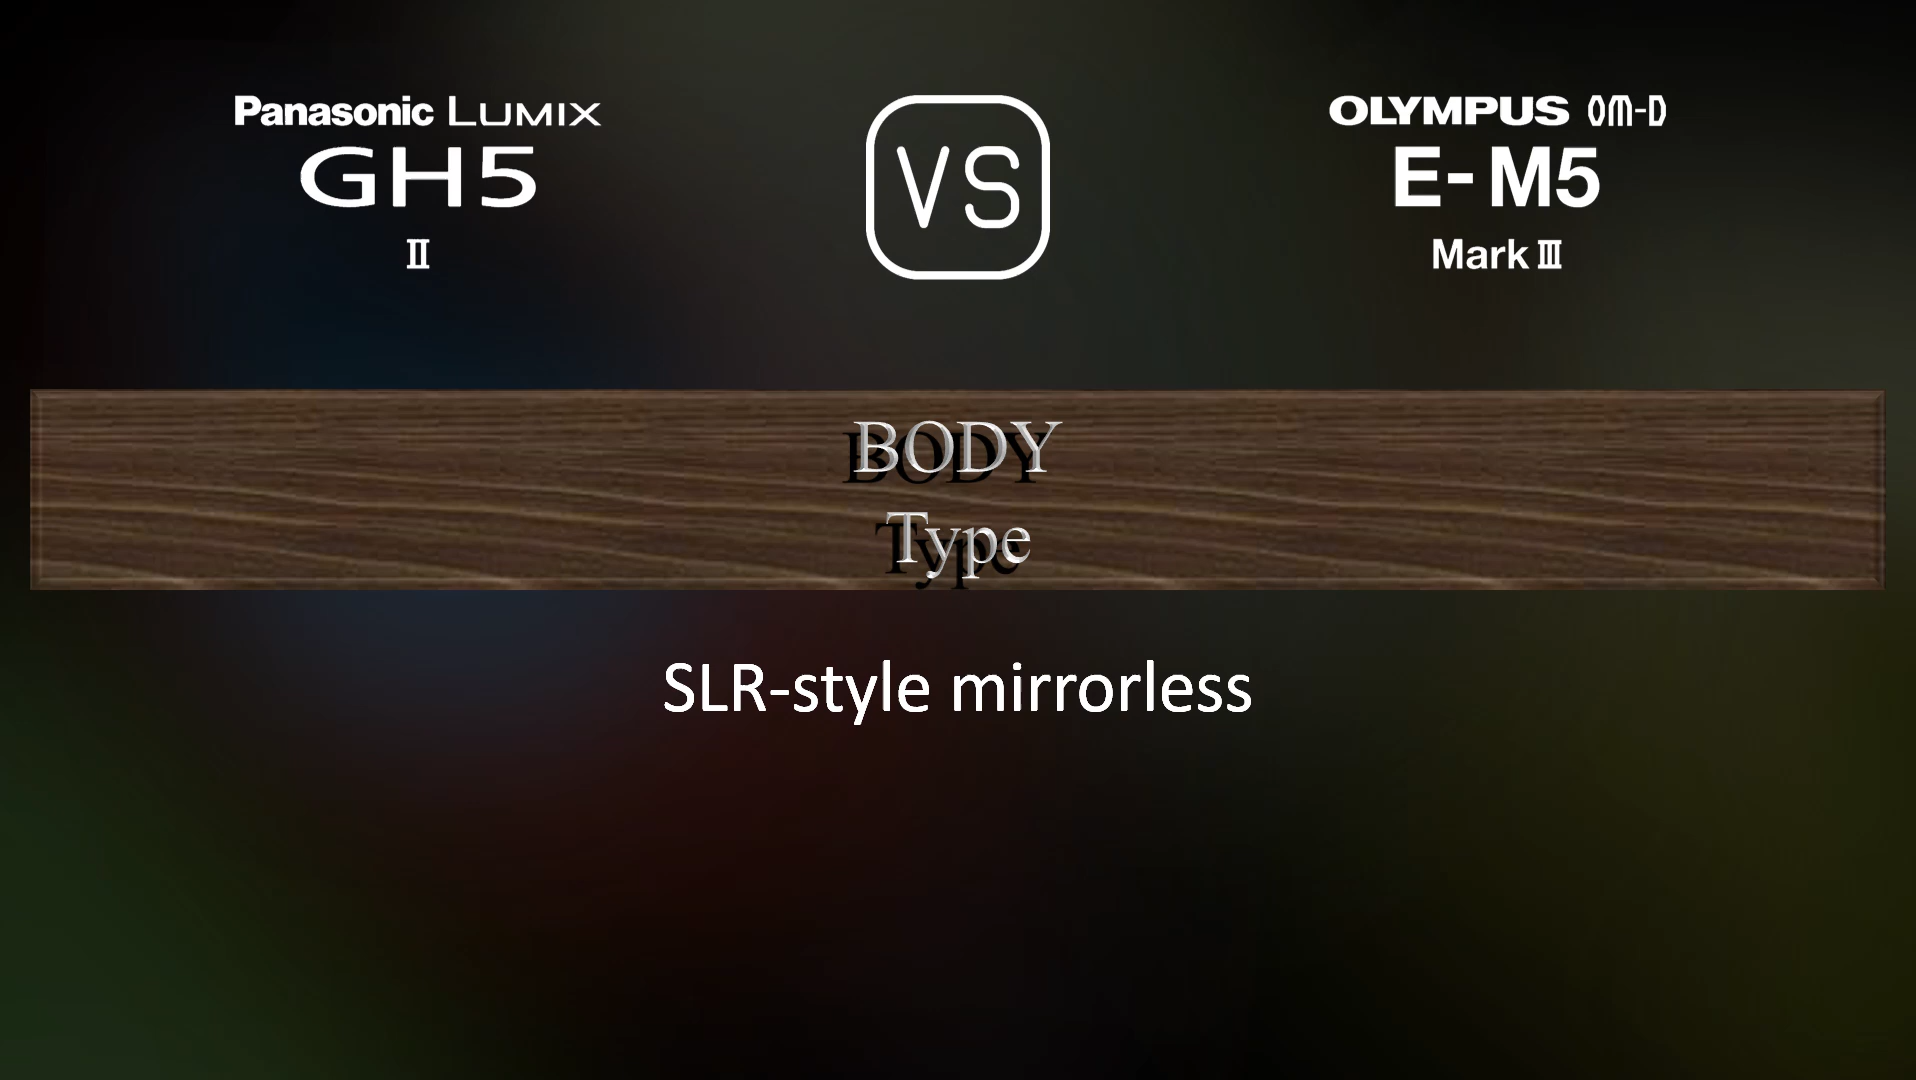 Panasonic LUMIX
GH5
II
VS
OLYMPUS OM-D
E-M5
Mark III
BODY
Type
SLR-style mirrorless